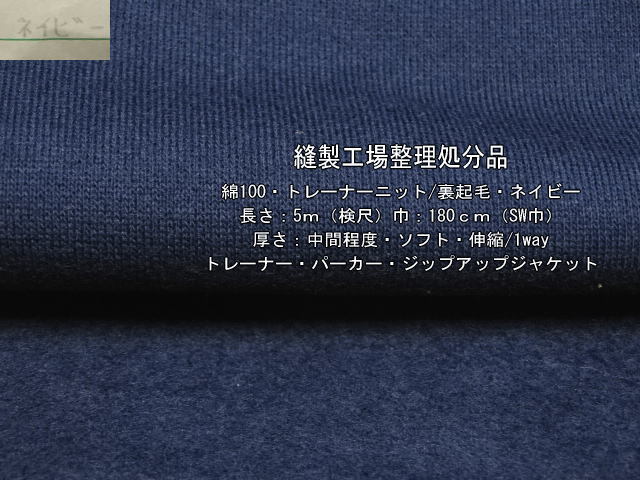 ネイビー
縫製工場整理処分品
綿100・トレーナーニット/裏起毛・ネイビー
長さ：5ｍ（検尺）巾：180ｃｍ（SW巾）
厚さ：中間程度・ソフト・伸縮/1way
トレーナー・パーカー・ジップアップジャケット